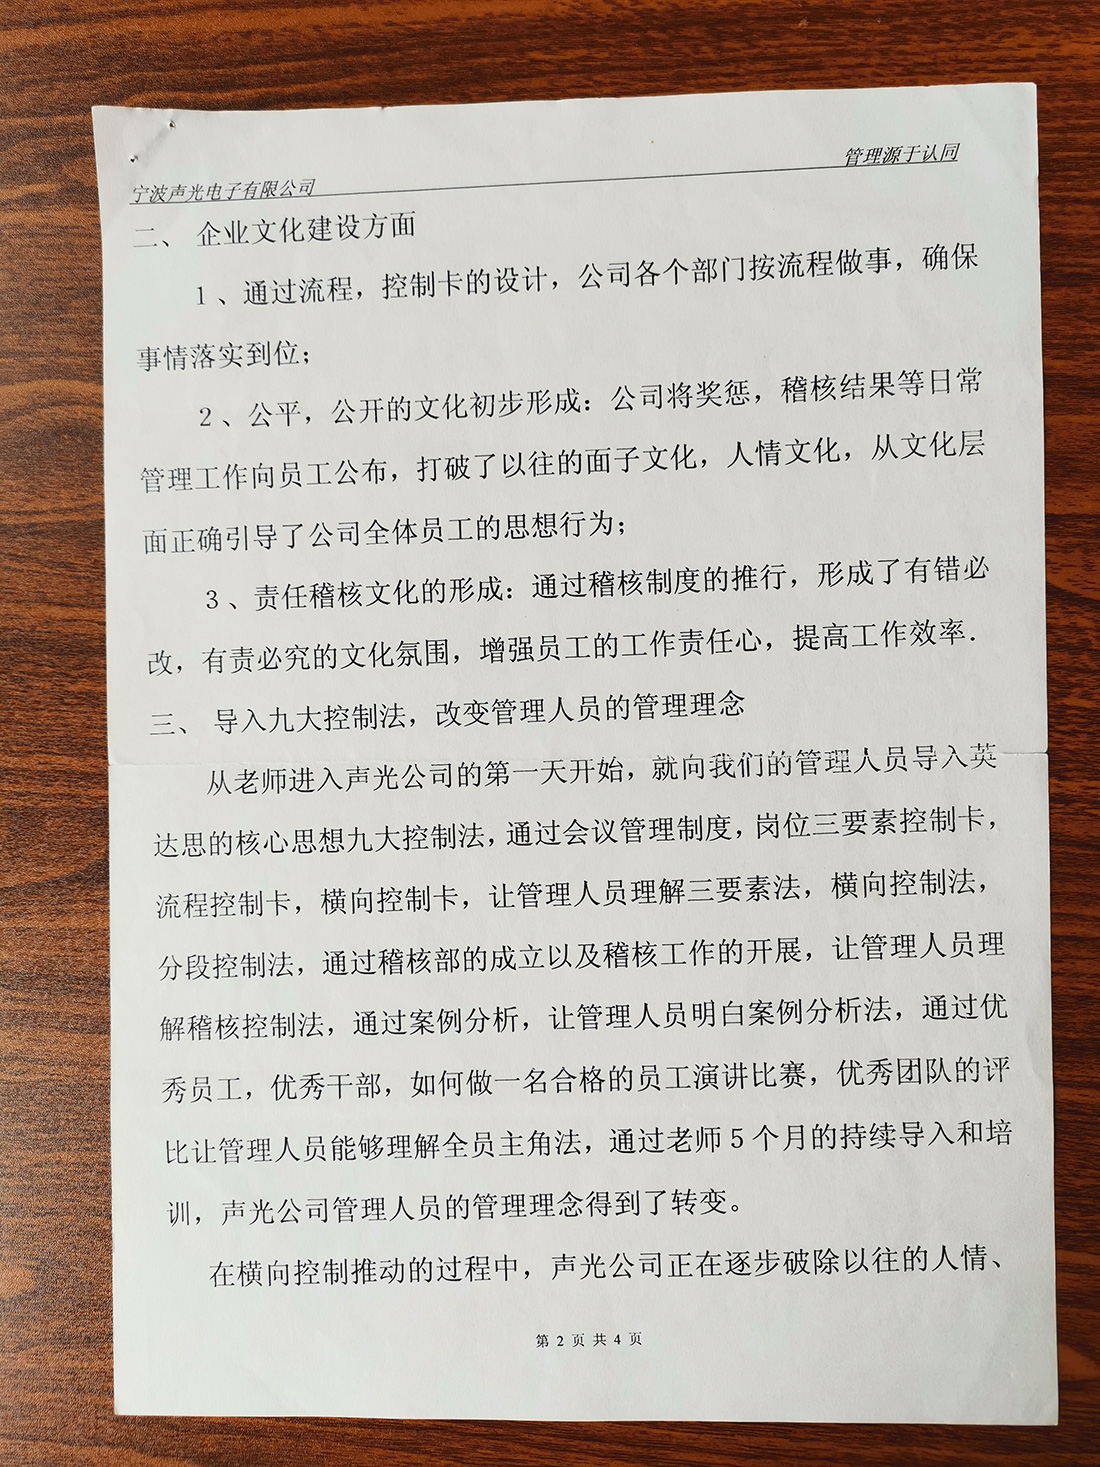 管理源于认同
宁波声光电子有限公司
二、 企业文化建设方面
1、通过流程，控制卡的设计，公司各个部门按流程做事，确保
事情落实到位；
2、公平，公开的文化初步形成：公司将奖惩，稽核结果等日常
管理工作向员工公布，打破了以往的面子文化，人情文化，从文化层
面正确引导了公司全体员工的思想行为；
3、责任稽核文化的形成：通过稽核制度的推行，形成了有错必
改，有责必究的文化氛围，增强员工的工作责任心，提高工作效率．
三、 导入九大控制法，改变管理人员的管理理念
从老师进入声光公司的第一天开始，就向我们的管理人员导入英
达思的核心思想九大控制法，通过会议管理制度，岗位三要素控制卡，
流程控制卡，横向控制卡，让管理人员理解三要素法，横向控制法，
分段控制法，通过稽核部的成立以及稽核工作的开展，让管理人员理
解稽核控制法，通过案例分析，让管理人员明白案例分析法，通过优
秀员工，优秀干部，如何做一名合格的员工演讲比赛，优秀团队的评
比让管理人员能够理解全员主角法，通过老师5个月的持续导入和培
训，声光公司管理人员的管理理念得到了转变。
在横向控制推动的过程中，声光公司正在逐步破除以往的人情、
第 2 页 共 4 页